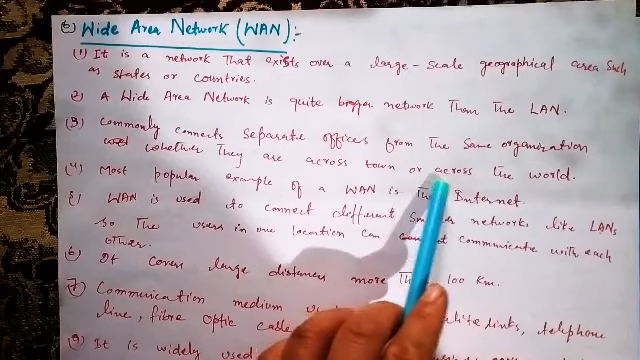 (6) Wide Area Network (WAN):-
(1) It is a network that exists over a large-scale geographical area such
as states or countries.
(2) A Wide Area Network is quite bigger network than the LAN.
(3) Commonly connects separate offices from the same organization
whether they are across town or across the world.
(4) Most popular example of a WAN is the Internet.
(5) WAN is used to connect different smaller networks like LANs
so the users in one location can communicate with each
other.
(6) It covers large distances more than 100 km.
(7) Communication medium links, telephone
line, fibre optic cable
(8) It is widely used